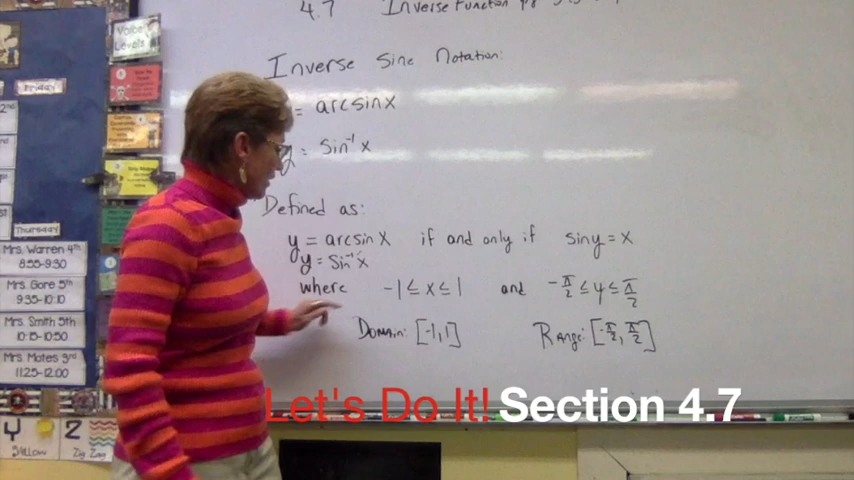 4.7 Inverse Function
Inverse Sine Notation:
= arcsin x
y = sin⁻¹ x
Defined as:
y = arcsin x if and only if sin y = x
y = sin⁻¹ x
where -1 ≤ x ≤ 1 and -π/2 ≤ y ≤ π/2
Domain: [-1, 1] Range: [-π/2, π/2]
Let's Do It! Section 4.7
Voice
Levels
Friday
Thursday
Mrs. Warren 4th
8:55-9:30
Mrs. Gore 5th
9:35-10:10
Mrs. Smith 5th
10:15-10:50
Mrs. Mates 3rd
11:25-12:00
Y
Yellow
Z
Zig Zag